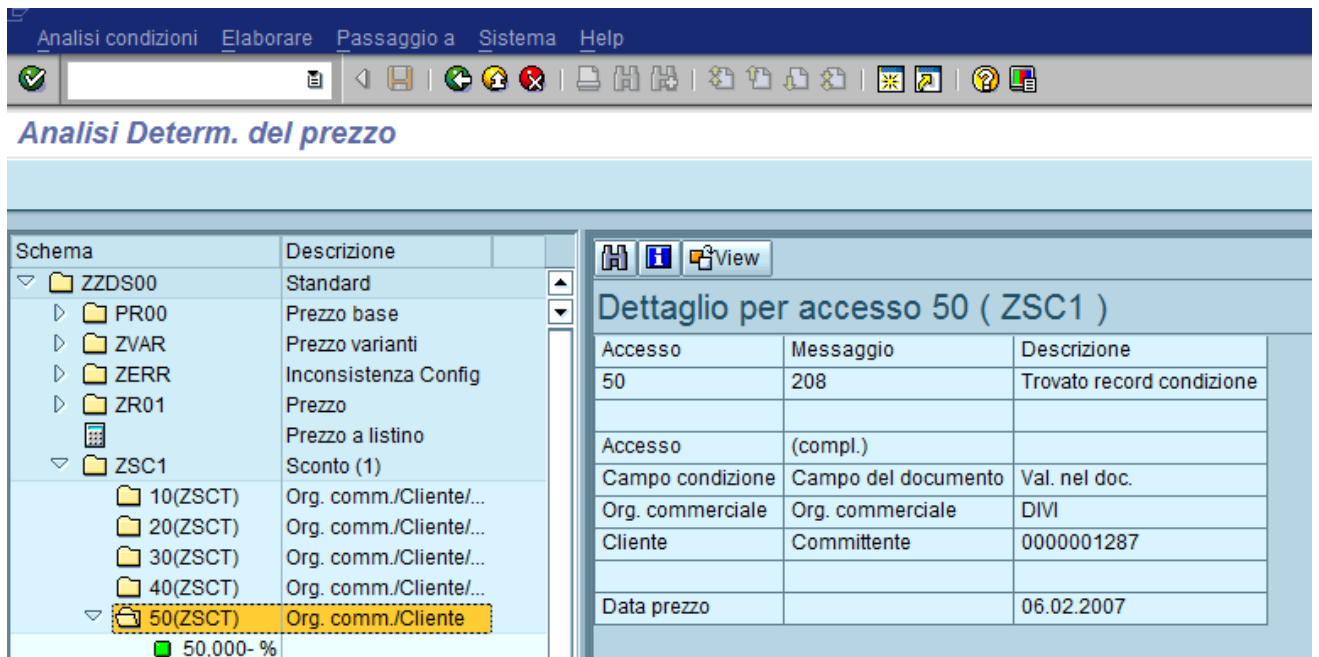 Analisi condizioni Elaborare Passaggio a Sistema Help
Analisi Determ. del prezzo
Schema Descrizione
ZZDS00 Standard
PR00 Prezzo base
ZVAR Prezzo varianti
ZERR Inconsistenza Config
ZR01 Prezzo
Prezzo a listino
ZSC1 Sconto (1)
10(ZSCT) Org. comm./Cliente/...
20(ZSCT) Org. comm./Cliente/...
30(ZSCT) Org. comm./Cliente/...
40(ZSCT) Org. comm./Cliente/...
50(ZSCT) Org. comm./Cliente
50,000- %
View
Dettaglio per accesso 50 ( ZSC1 )
Accesso Messaggio Descrizione
50 208 Trovato record condizione
Accesso (compl.)
Campo condizione Campo del documento Val. nel doc.
Org. commerciale Org. commerciale DIVI
Cliente Committente 0000001287
Data prezzo 06.02.2007